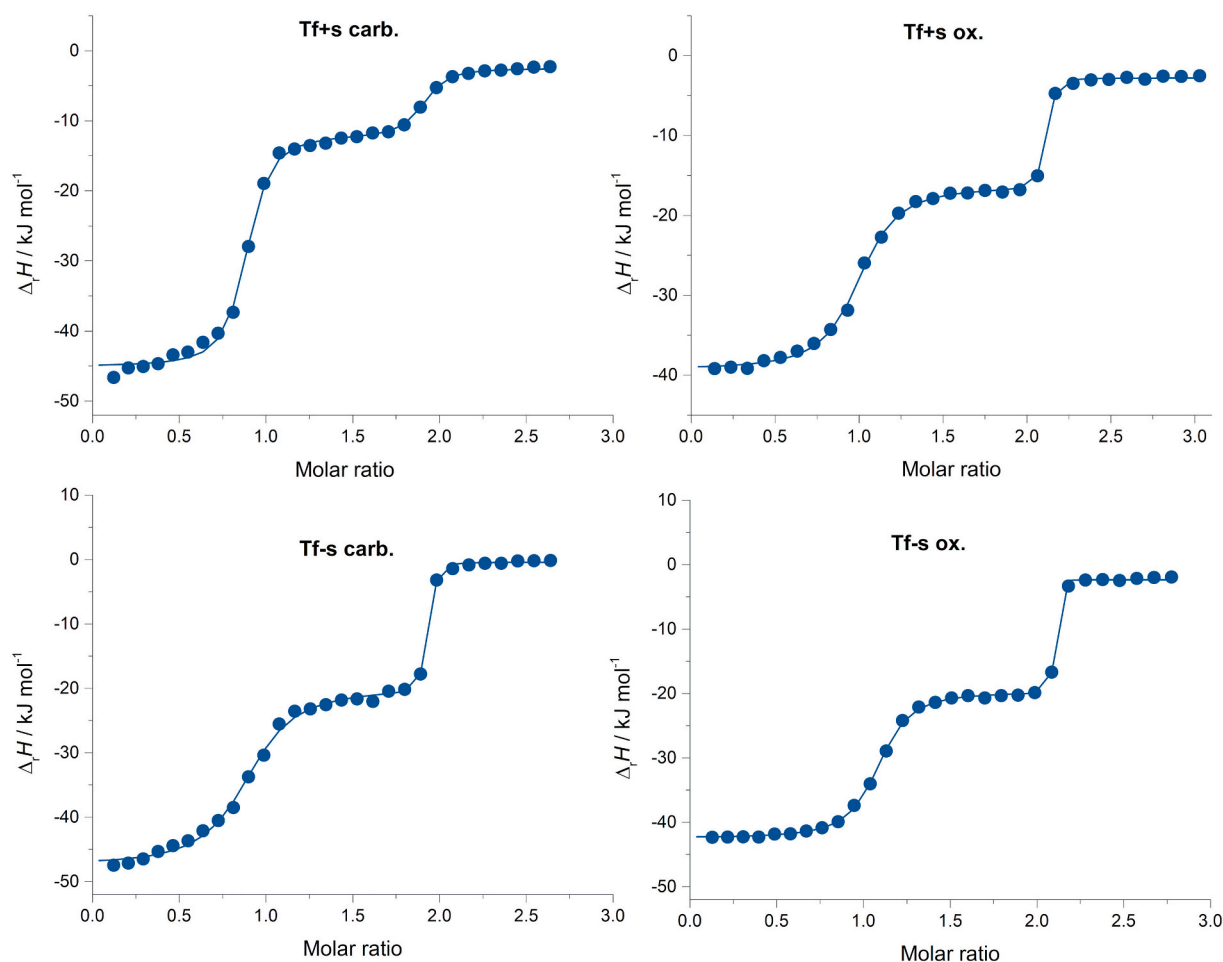 Tf+s carb.
0
-10
-20
-30
-40
-50
ΔrH / kJ mol-1
0.0 0.5 1.0 1.5 2.0 2.5 3.0
Molar ratio
Tf+s ox.
0
-10
-20
-30
-40
ΔrH / kJ mol-1
0.0 0.5 1.0 1.5 2.0 2.5 3.0
Molar ratio
Tf-s carb.
10
0
-10
-20
-30
-40
-50
ΔrH / kJ mol-1
0.0 0.5 1.0 1.5 2.0 2.5 3.0
Molar ratio
Tf-s ox.
10
0
-10
-20
-30
-40
-50
ΔrH / kJ mol-1
0.0 0.5 1.0 1.5 2.0 2.5 3.0
Molar ratio